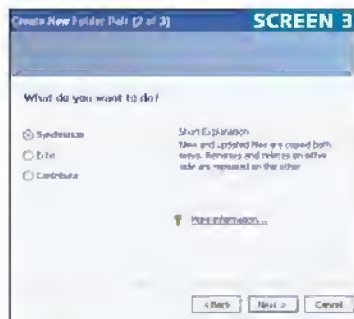 Create New Folder Pair (2 of 3)
SCREEN 3
What do you want to do?
Synchronize
Echo
Contribute
Short Explanation
New and updated files are copied both
ways. Renames and deletes on either
side are repeated on the other.
More information...
< Back
Next >
Cancel